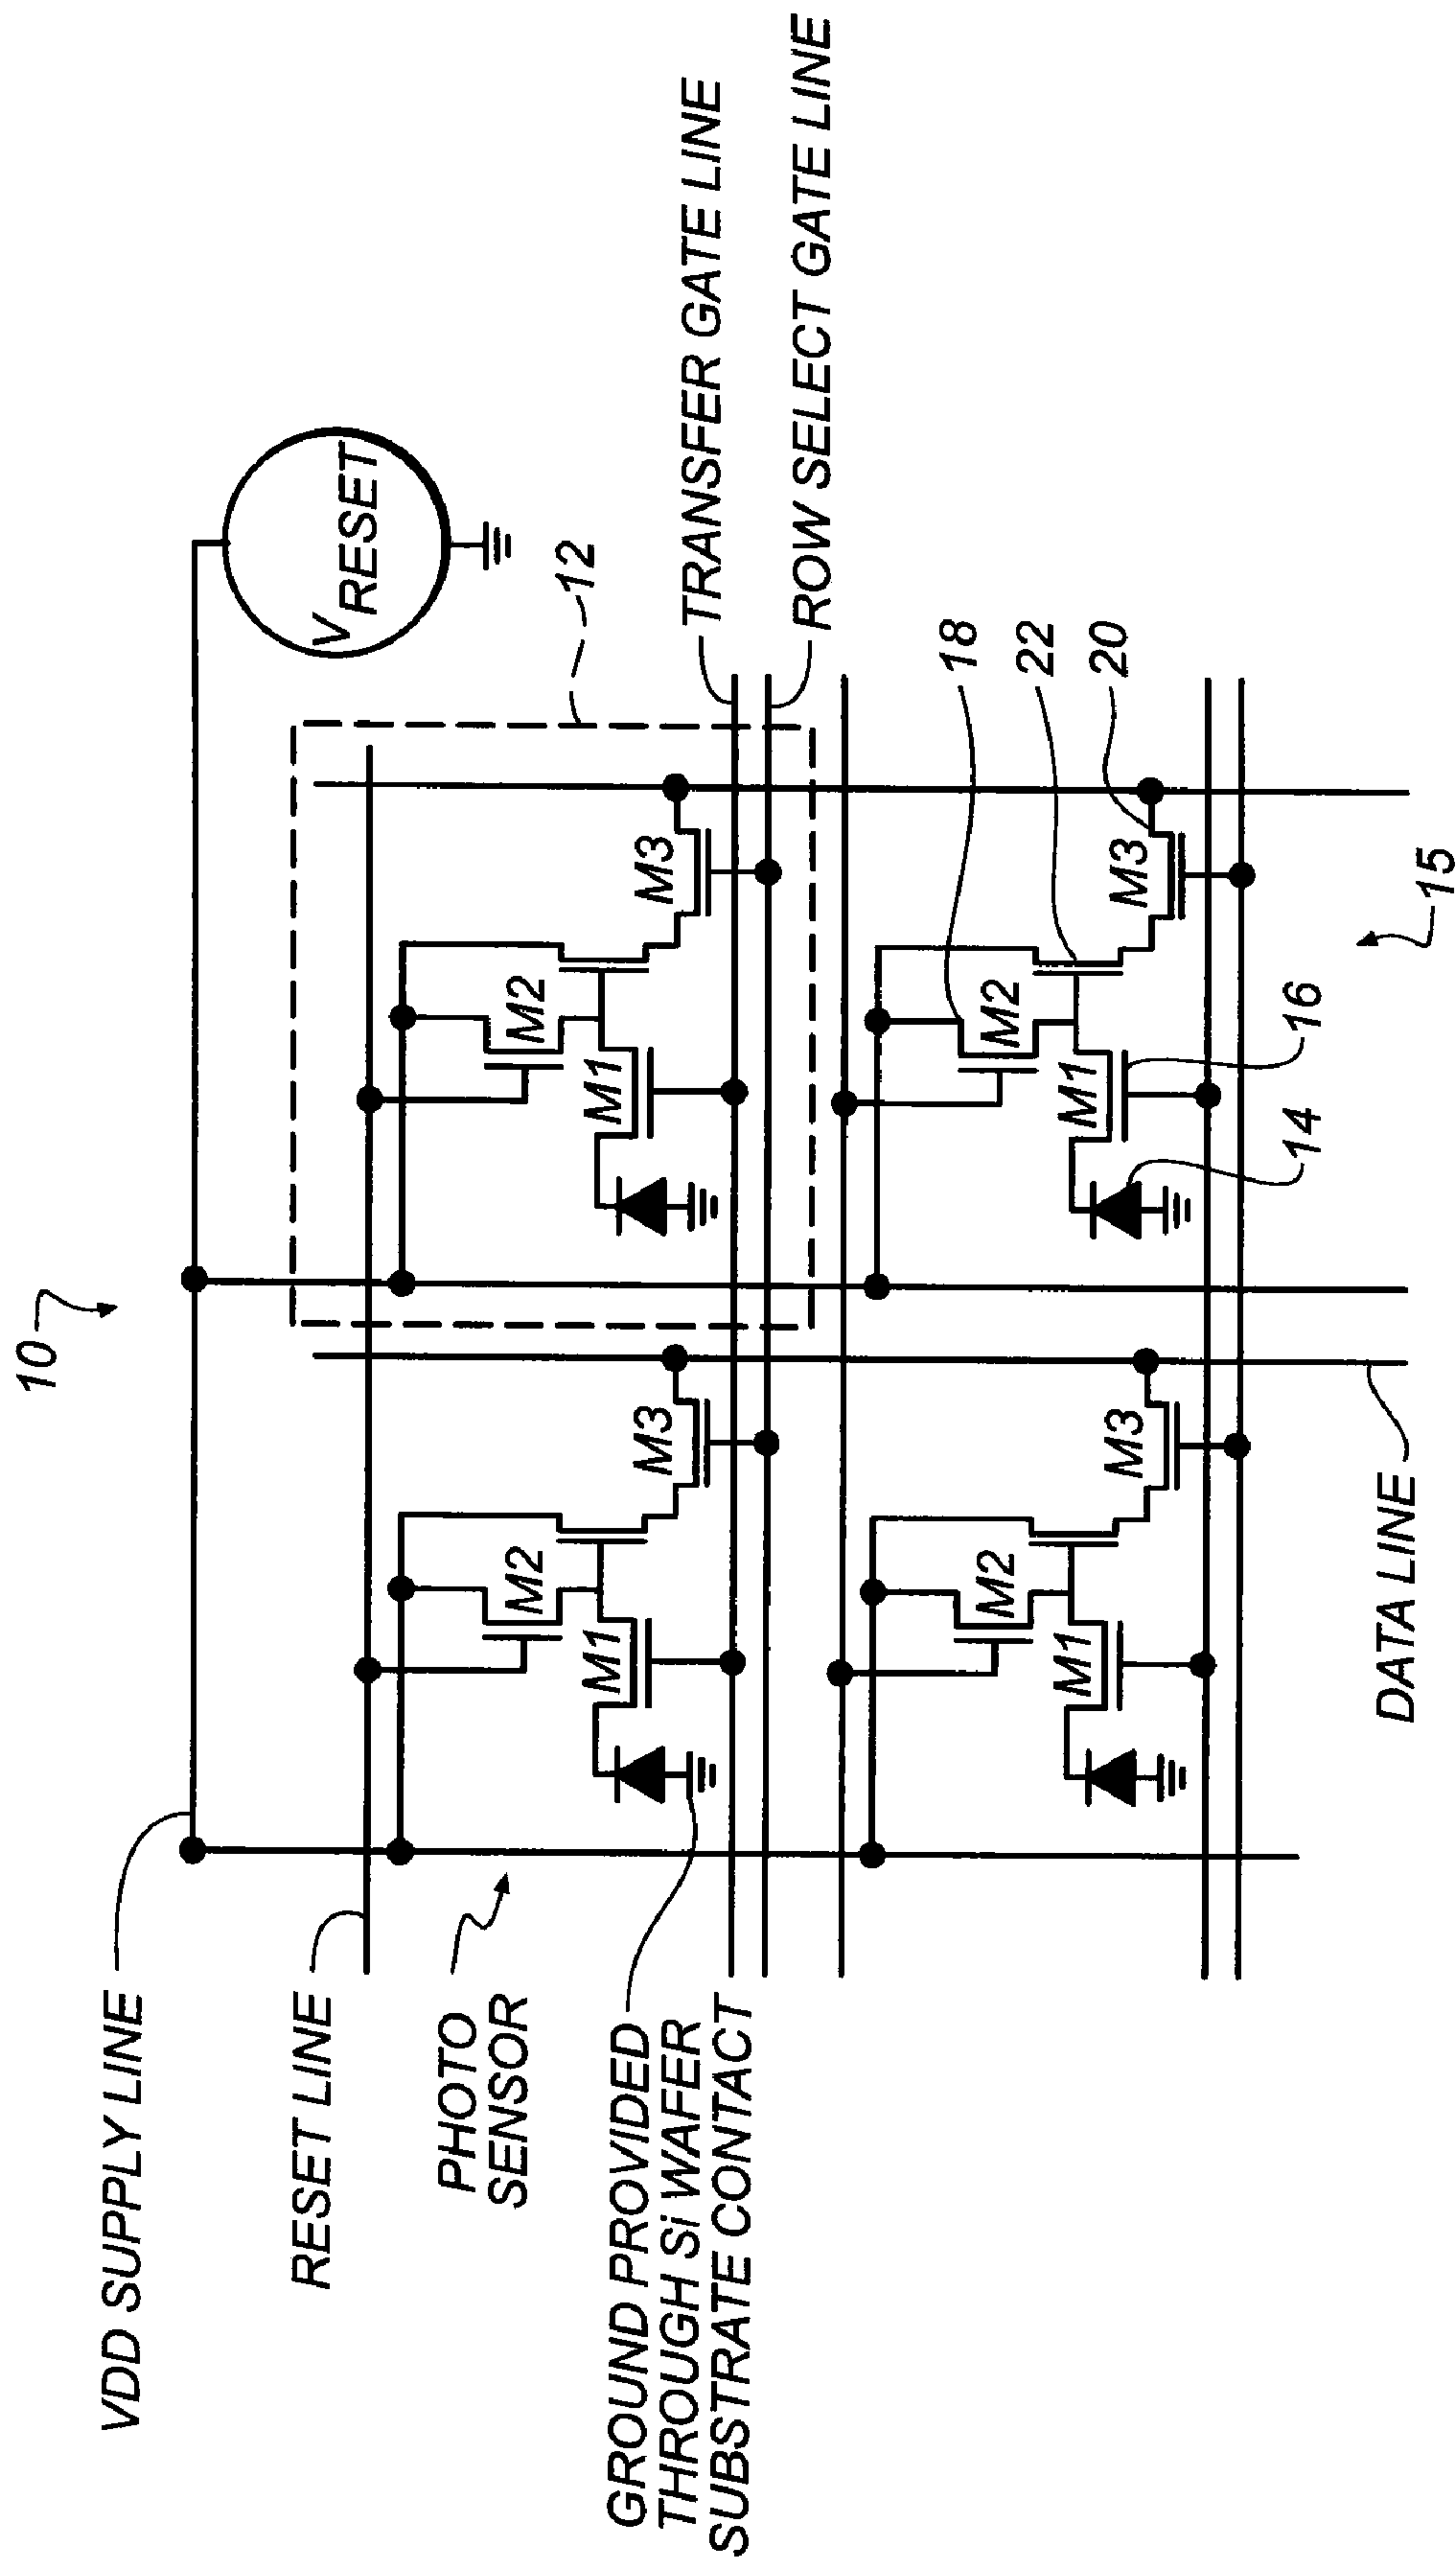 10
VDD SUPPLY LINE
V
RESET
RESET LINE
12
PHOTO
SENSOR
M2
M1
M3
M2
M1
M3
GROUND PROVIDED
THROUGH Si WAFER
SUBSTRATE CONTACT
TRANSFER GATE LINE
ROW SELECT GATE LINE
18
22
20
M2
M1
M3
M2
M1
M3
14
16
DATA LINE
15